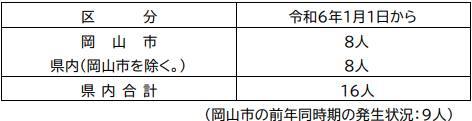 区 分 令和6年1月1日から
岡 山 市 8人
県内(岡山市を除く。) 8人
県 内 合 計 16人
(岡山市の前年同時期の発生状況:9人)